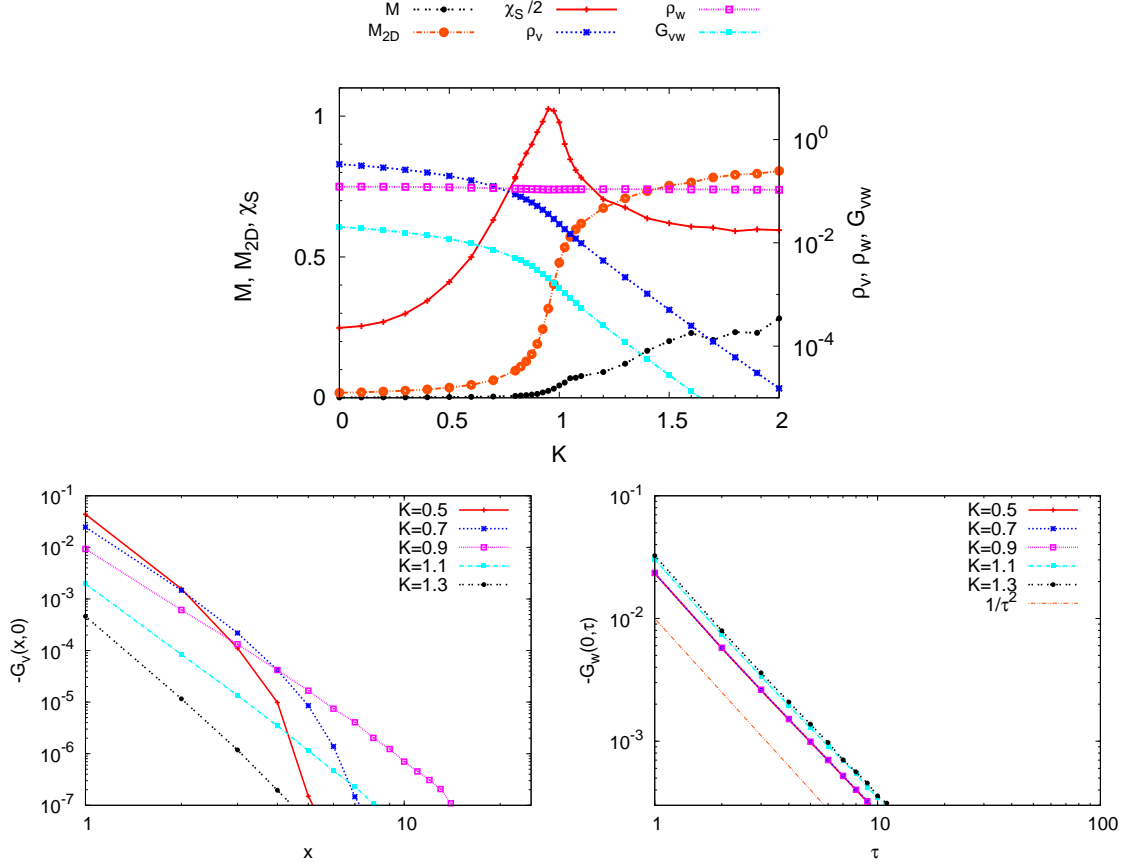 M χS /2 ρw
M2D ρv Gvw
1
0.5
0
10^0
10^-2
10^-4
M, M2D, χS
ρv, ρw, Gvw
0 0.5 1 1.5 2
K
10^-1
10^-2
10^-3
10^-4
10^-5
10^-6
10^-7
-Gv(x,0)
K=0.5
K=0.7
K=0.9
K=1.1
K=1.3
1 10
x
10^-1
10^-2
10^-3
-Gw(0,τ)
K=0.5
K=0.7
K=0.9
K=1.1
K=1.3
1/τ^2
1 10 100
τ